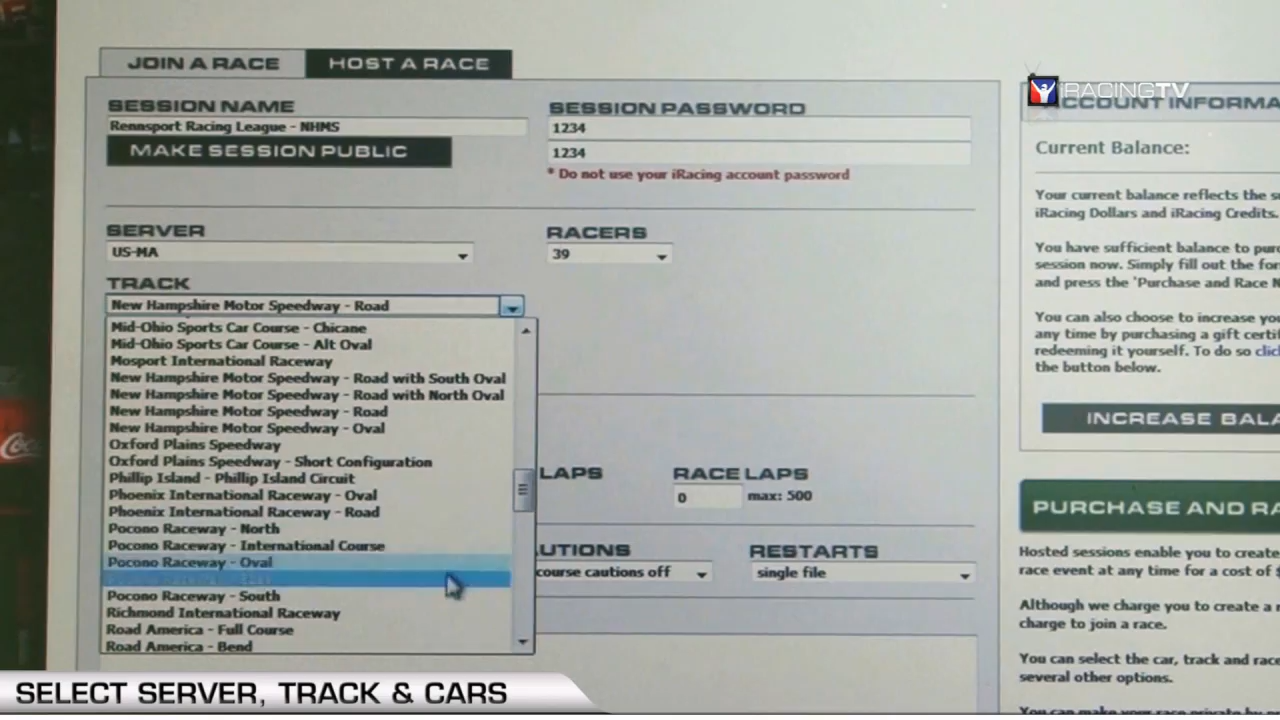 JOIN A RACE
HOST A RACE
SESSION NAME
Rennsport Racing League - NHMS
MAKE SESSION PUBLIC
SESSION PASSWORD
1234
1234
* Do not use your iRacing account password
SERVER
US-MA
RACERS
39
TRACK
New Hampshire Motor Speedway - Road
Mid-Ohio Sports Car Course - Chicane
Mid-Ohio Sports Car Course - Alt Oval
Mosport International Raceway
New Hampshire Motor Speedway - Road with South Oval
New Hampshire Motor Speedway - Road with North Oval
New Hampshire Motor Speedway - Road
New Hampshire Motor Speedway - Oval
Oxford Plains Speedway
Oxford Plains Speedway - Short Configuration
Phillip Island - Phillip Island Circuit
Phoenix International Raceway - Oval
Phoenix International Raceway - Road
Pocono Raceway - North
Pocono Raceway - International Course
Pocono Raceway - Oval
Pocono Raceway - South
Richmond International Raceway
Road America - Full Course
Road America - Bend
LAPS
RACE LAPS
0
max: 500
course cautions off
RESTARTS
single file
iRACINGTV
Current Balance:
Your current balance reflects the
iRacing Dollars and iRacing Credits.
You have sufficient balance to
session now. Simply fill out the
and press the 'Purchase and Race
You can also choose to increase
any time by purchasing a gift
redeeming it yourself. To do so
the button below.
INCREASE
PURCHASE AND
Hosted sessions enable you to create
race event at any time for a cost of
Although we charge you to create a
charge to join a race.
You can select the car, track and
several other options.
SELECT SERVER, TRACK & CARS